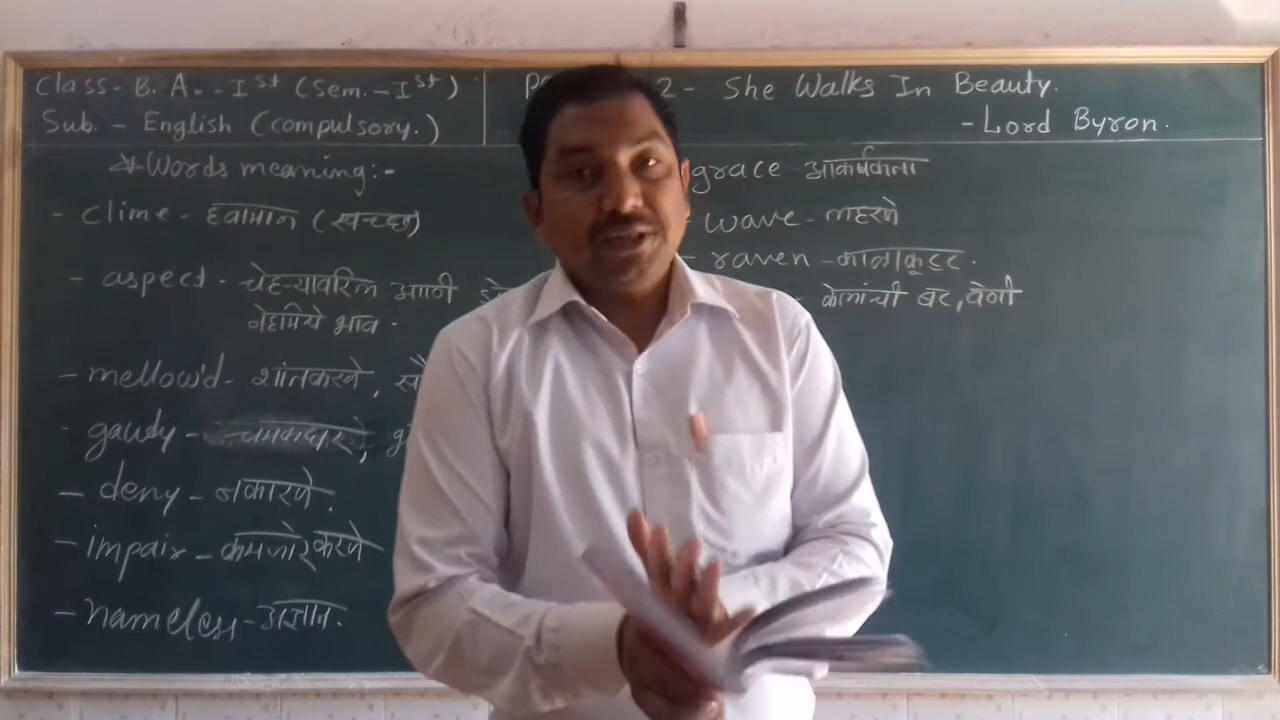 Class - B. A. - Ist (Sem. - Ist)
Sub. - English (compulsory.)
2 - She Walks In Beauty.
- Lord Byron.
* Words meaning :-
- Clime - हवामान (स्वच्छ)
- aspect - चेहऱ्यावरिल आणि
नेहमिचे भाव.
- mellow'd - शांतकरणे,
- gaudy - चमकदार,
- deny - नकारणे.
- impair - कमजोर करणे
- nameless - अज्ञात.
grace - आकर्षकता
- wave - लहरणे
- raven - काळाकुट्ट.
- केसांची बट, वेणी